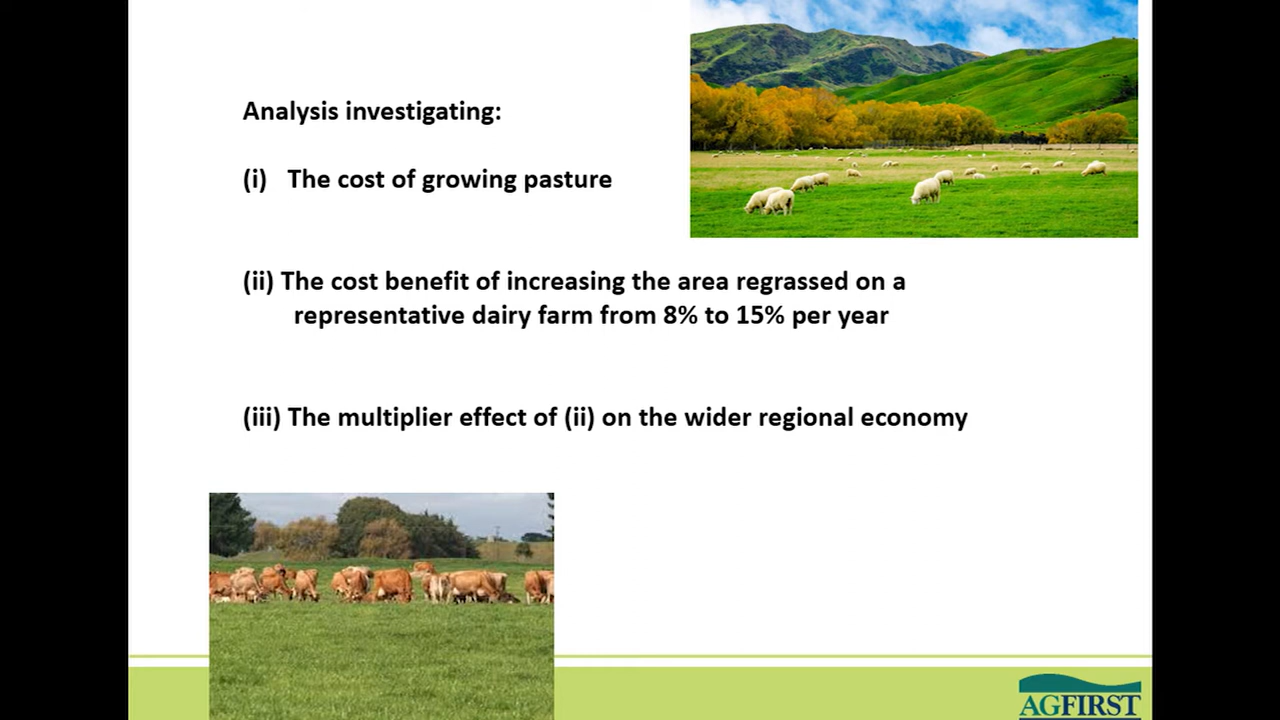 Analysis investigating:
(i) The cost of growing pasture
(ii) The cost benefit of increasing the area regrassed on a
representative dairy farm from 8% to 15% per year
(iii) The multiplier effect of (ii) on the wider regional economy
AGFIRST